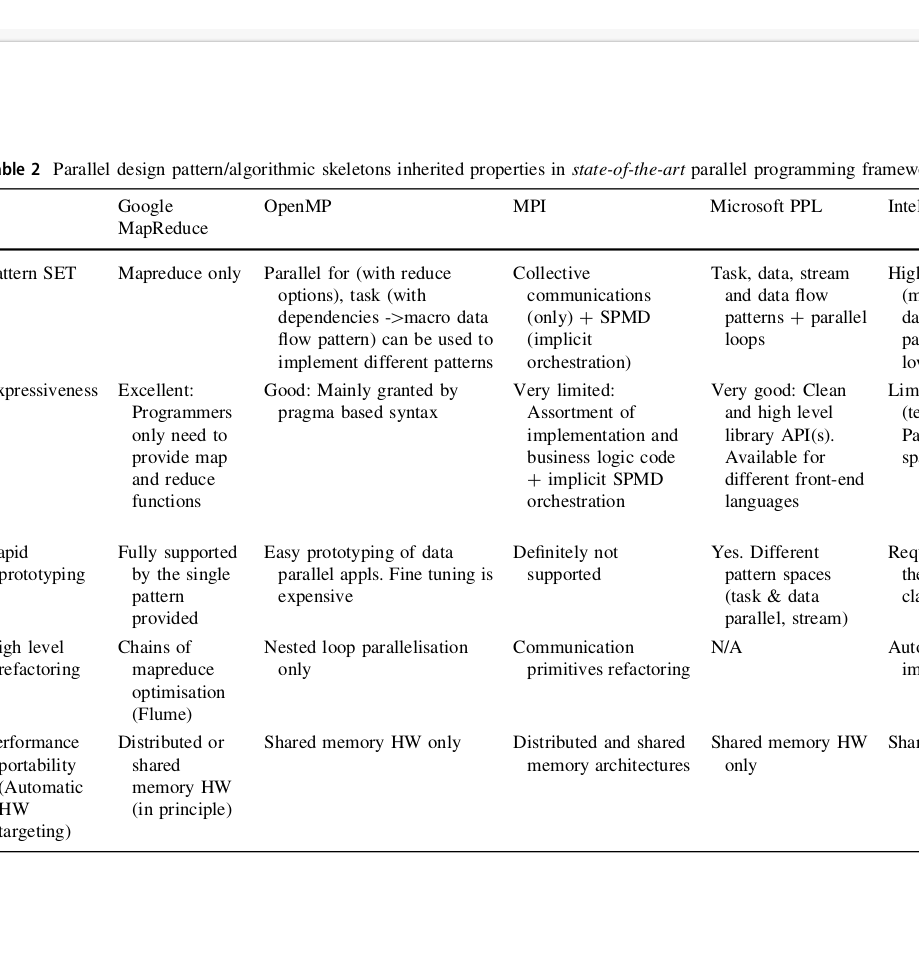 able 2 Parallel design pattern/algorithmic skeletons inherited properties in state-of-the-art parallel programming framew
Google MapReduce
OpenMP
MPI
Microsoft PPL
Inte
attern SET
Mapreduce only
Parallel for (with reduce
options), task (with
dependencies ->macro data
flow pattern) can be used to
implement different patterns
Collective
communications
(only) + SPMD
(implicit
orchestration)
Task, data, stream
and data flow
patterns + parallel
loops
High
(m
da
pa
lov
xpressiveness
Excellent:
Programmers
only need to
provide map
and reduce
functions
Good: Mainly granted by
pragma based syntax
Very limited:
Assortment of
implementation and
business logic code
+ implicit SPMD
orchestration
Very good: Clean
and high level
library API(s).
Available for
different front-end
languages
Lim
(te
Pa
spa
apid
prototyping
Fully supported
by the single
pattern
provided
Easy prototyping of data
parallel appls. Fine tuning is
expensive
Definitely not
supported
Yes. Different
pattern spaces
(task & data
parallel, stream)
Req
the
cla
igh level
refactoring
Chains of
mapreduce
optimisation
(Flume)
Nested loop parallelisation
only
Communication
primitives refactoring
N/A
Auto
im
erformance
portability
(Automatic
HW
targeting)
Distributed or
shared
memory HW
(in principle)
Shared memory HW only
Distributed and shared
memory architectures
Shared memory HW
only
Shar